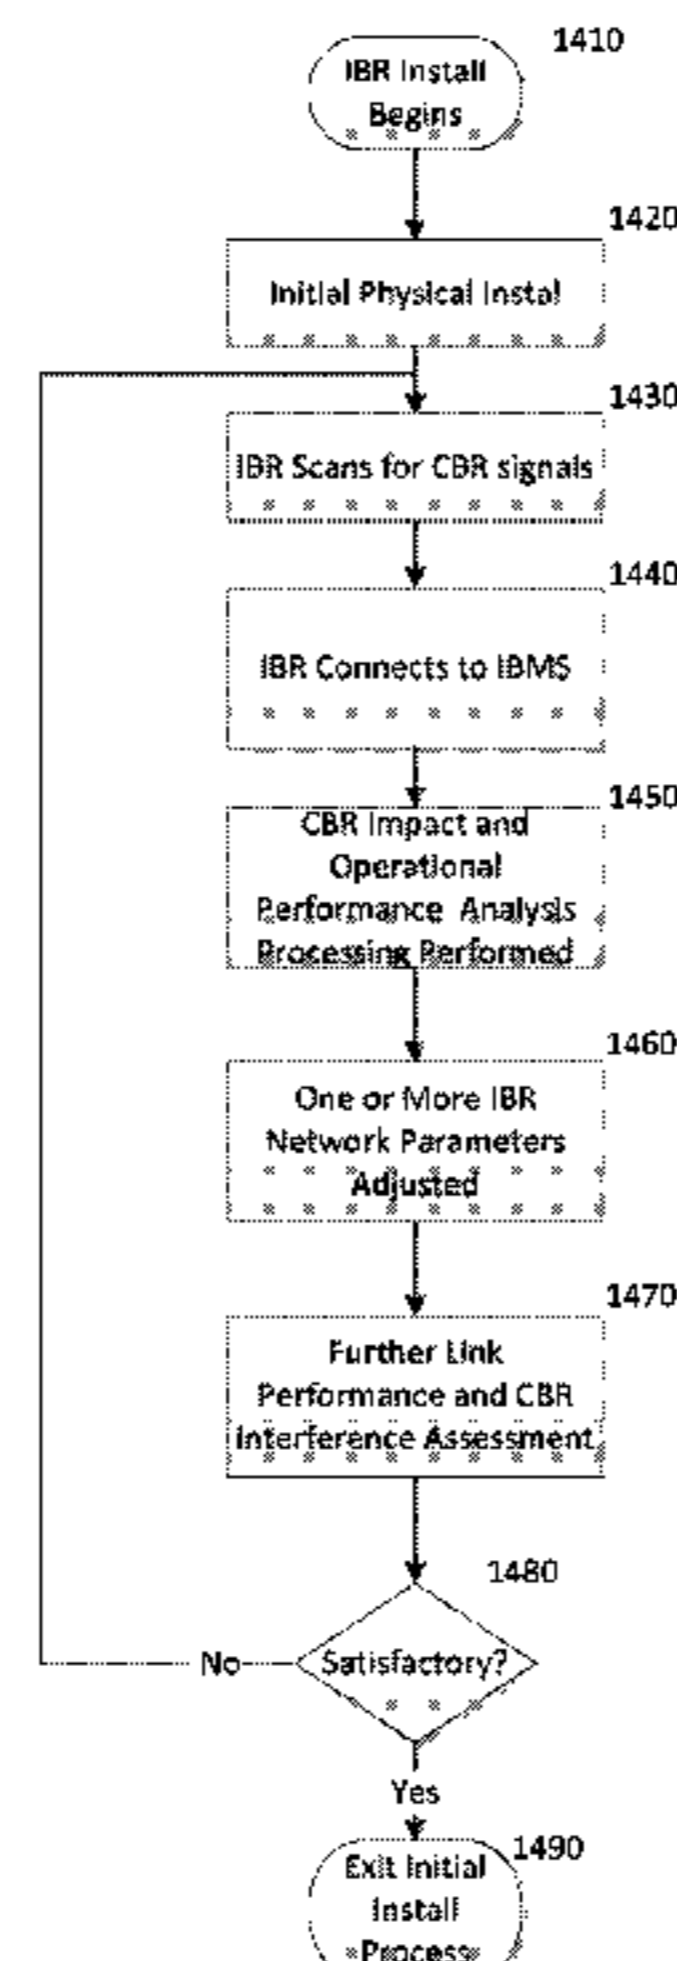 1410
IBR Install
Begins
1420
Initial Physical Instal
1430
IBR Scans for CBR signals
1440
IBR Connects to IBMS
1450
CBR Impact and
Operational
Performance Analysis
Processing Performed
1460
One or More IBR
Network Parameters
Adjusted
1470
Further Link
Performance and CBR
Interference Assessment
1480
Satisfactory?
No
Yes
1490
Exit Initial
Install
Process